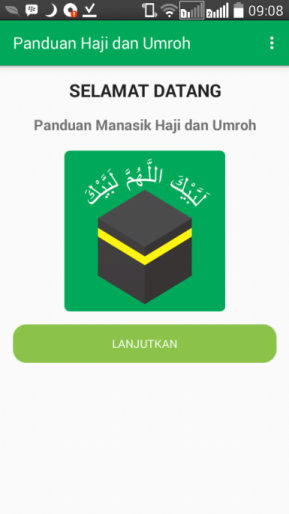 09:08
Panduan Haji dan Umroh
SELAMAT DATANG
Panduan Manasik Haji dan Umroh
لَبَّيْكَ اللَّهُمَّ لَبَّيْكَ
LANJUTKAN